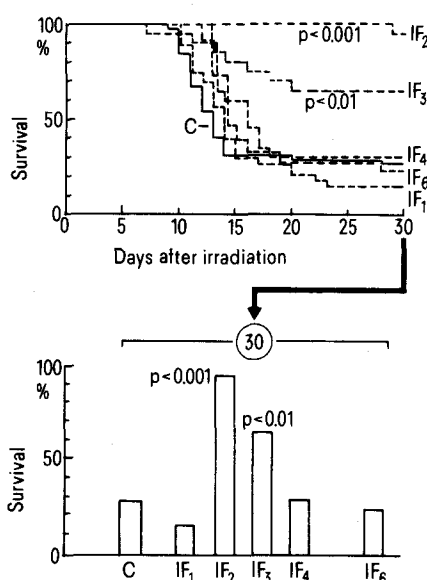 100
%
50
0
Survival
C
p<0.001
p<0.01
IF2
IF3
IF4
IF6
IF1
0 5 10 15 20 25 30
Days after irradiation
30
100
%
50
0
Survival
p<0.001
p<0.01
C IF1 IF2 IF3 IF4 IF6